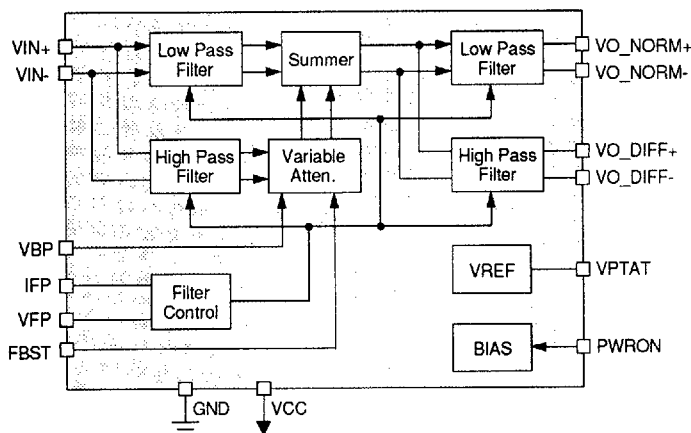 VIN+
VIN-
Low Pass
Filter
Summer
Low Pass
Filter
VO_NORM+
VO_NORM-
High Pass
Filter
Variable
Atten.
High Pass
Filter
VO_DIFF+
VO_DIFF-
VBP
IFP
VFP
FBST
Filter
Control
VREF
VPTAT
BIAS
PWRON
GND
VCC